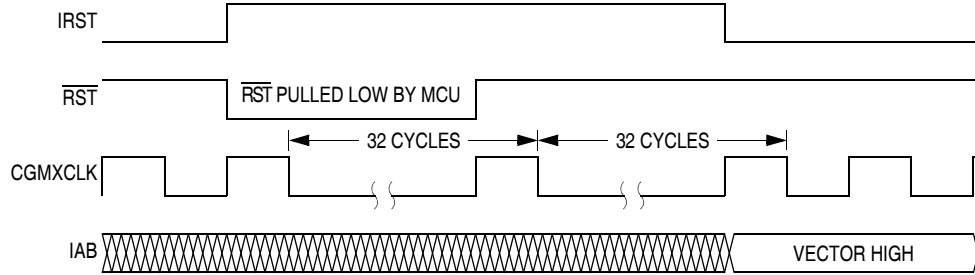 IRST
RST
RST PULLED LOW BY MCU
32 CYCLES
32 CYCLES
CGMXCLK
IAB
VECTOR HIGH